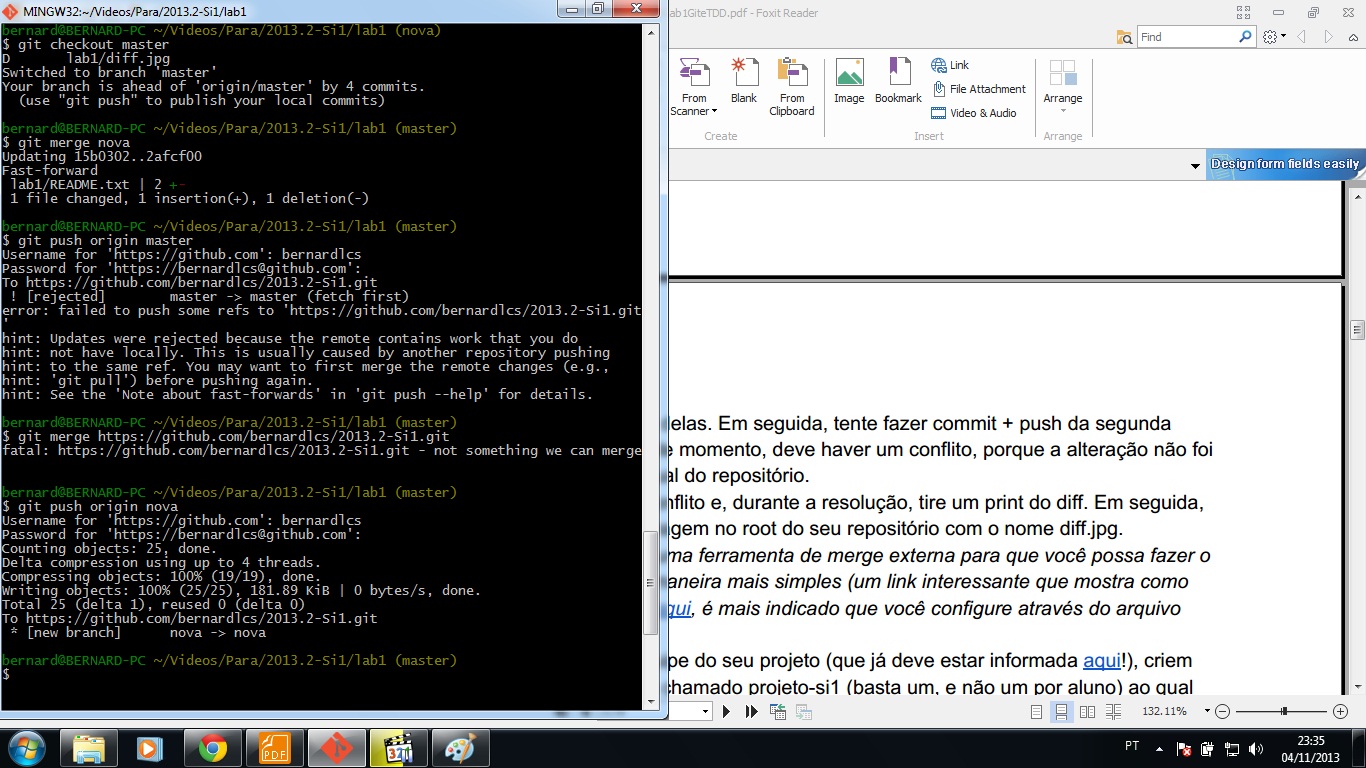 MINGW32:~/Videos/Para/2013.2-Si1/lab1
bernard@BERNARD-PC ~/Videos/Para/2013.2-Si1/lab1 (nova)
$ git checkout master
D       lab1/diff.jpg
Switched to branch 'master'
Your branch is ahead of 'origin/master' by 4 commits.
  (use "git push" to publish your local commits)
bernard@BERNARD-PC ~/Videos/Para/2013.2-Si1/lab1 (master)
$ git merge nova
Updating 15b0302..2afcf00
Fast-forward
 lab1/README.txt | 2 +-
 1 file changed, 1 insertion(+), 1 deletion(-)
bernard@BERNARD-PC ~/Videos/Para/2013.2-Si1/lab1 (master)
$ git push origin master
Username for 'https://github.com': bernardlcs
Password for 'https://bernardlcs@github.com':
To https://github.com/bernardlcs/2013.2-Si1.git
 ! [rejected]        master -> master (fetch first)
error: failed to push some refs to 'https://github.com/bernardlcs/2013.2-Si1.git
'
hint: Updates were rejected because the remote contains work that you do
hint: not have locally. This is usually caused by another repository pushing
hint: to the same ref. You may want to first merge the remote changes (e.g.,
hint: 'git pull') before pushing again.
hint: See the 'Note about fast-forwards' in 'git push --help' for details.
bernard@BERNARD-PC ~/Videos/Para/2013.2-Si1/lab1 (master)
$ git merge https://github.com/bernardlcs/2013.2-Si1.git
fatal: https://github.com/bernardlcs/2013.2-Si1.git - not something we can merge
bernard@BERNARD-PC ~/Videos/Para/2013.2-Si1/lab1 (master)
$ git push origin nova
Username for 'https://github.com': bernardlcs
Password for 'https://bernardlcs@github.com':
Counting objects: 25, done.
Delta compression using up to 4 threads.
Compressing objects: 100% (19/19), done.
Writing objects: 100% (25/25), 181.89 KiB | 0 bytes/s, done.
Total 25 (delta 1), reused 0 (delta 0)
To https://github.com/bernardlcs/2013.2-Si1.git
 * [new branch]      nova -> nova
bernard@BERNARD-PC ~/Videos/Para/2013.2-Si1/lab1 (master)
$
ab1GiteTDD.pdf - Foxit Reader
Find
From Scanner
Blank
From Clipboard
Create
Image
Bookmark
Link
File Attachment
Video & Audio
Insert
Arrange
Arrange
Design form fields easily
delas. Em seguida, tente fazer commit + push da segunda
e momento, deve haver um conflito, porque a alteração não foi
al do repositório.
nflito e, durante a resolução, tire um print do diff. Em seguida,
agem no root do seu repositório com o nome diff.jpg.
ma ferramenta de merge externa para que você possa fazer o
aneira mais simples (um link interessante que mostra como
qui, é mais indicado que você configure através do arquivo
pe do seu projeto (que já deve estar informada aqui!), criem
chamado projeto-si1 (basta um, e não um por aluno) ao qual
132.11%
PDF
321
PT
23:35
04/11/2013